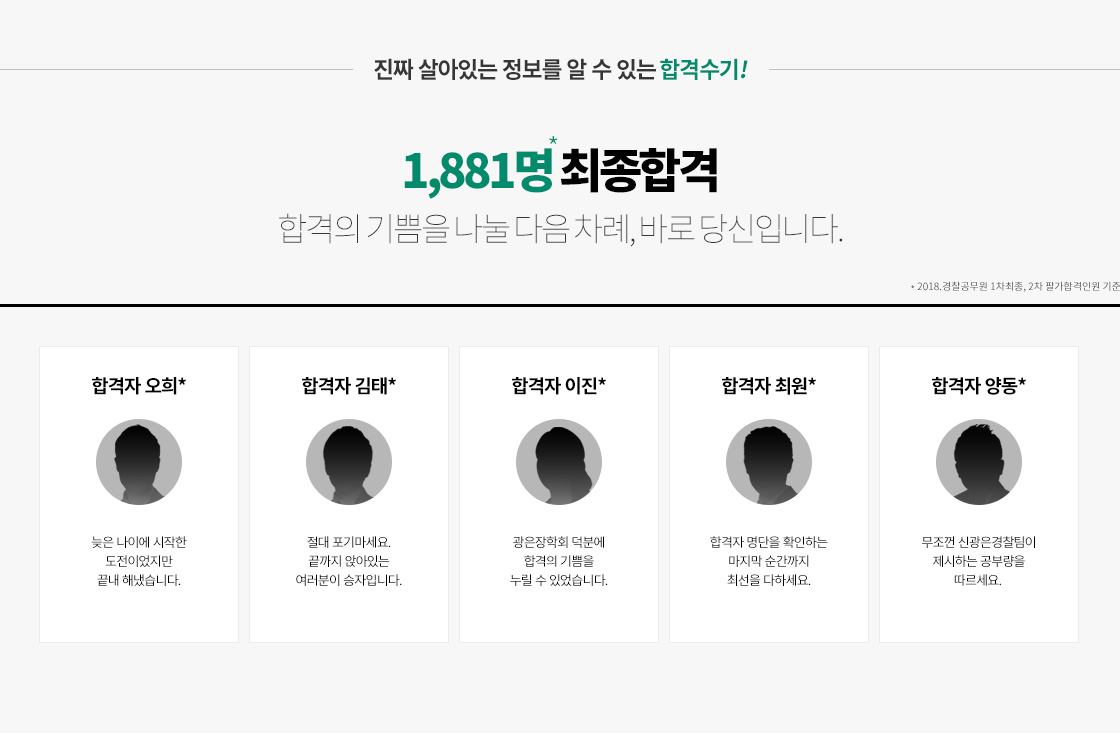 진짜 살아있는 정보를 알 수 있는 합격수기!
1,881명* 최종합격
합격의 기쁨을 나눌 다음 차례, 바로 당신입니다.
* 2018.경찰공무원 1차최종, 2차 필기합격인원 기준
합격자 오희*
늦은 나이에 시작한
도전이었지만
끝내 해냈습니다.
합격자 김태*
절대 포기마세요.
끝까지 앉아있는
여러분이 승자입니다.
합격자 이진*
광은장학회 덕분에
합격의 기쁨을
누릴 수 있었습니다.
합격자 최원*
합격자 명단을 확인하는
마지막 순간까지
최선을 다하세요.
합격자 양동*
무조껀 신광은경찰팀이
제시하는 공부량을
따르세요.